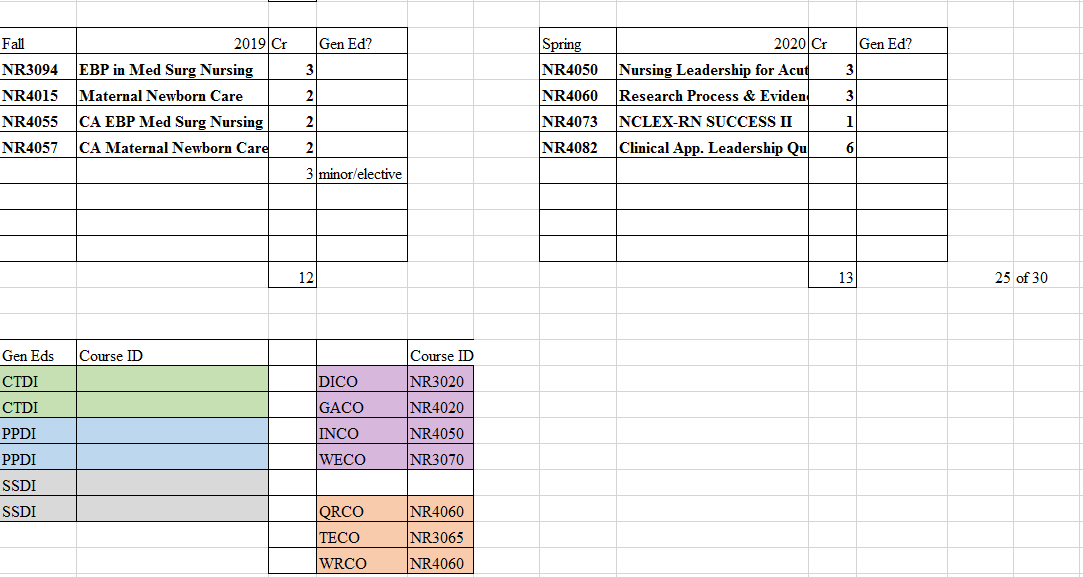 Fall 2019 Cr Gen Ed? Spring 2020 Cr Gen Ed?
NR3094 EBP in Med Surg Nursing 3 NR4050 Nursing Leadership for Acut 3
NR4015 Maternal Newborn Care 2 NR4060 Research Process & Eviden 3
NR4055 CA EBP Med Surg Nursing 2 NR4073 NCLEX-RN SUCCESS II 1
NR4057 CA Maternal Newborn Care 2 NR4082 Clinical App. Leadership Qu 6
3 minor/elective
12 13 25 of 30
Gen Eds Course ID Course ID
CTDI DICO NR3020
CTDI GACO NR4020
PPDI INCO NR4050
PPDI WECO NR3070
SSDI
SSDI QRCO NR4060
TECO NR3065
WRCO NR4060